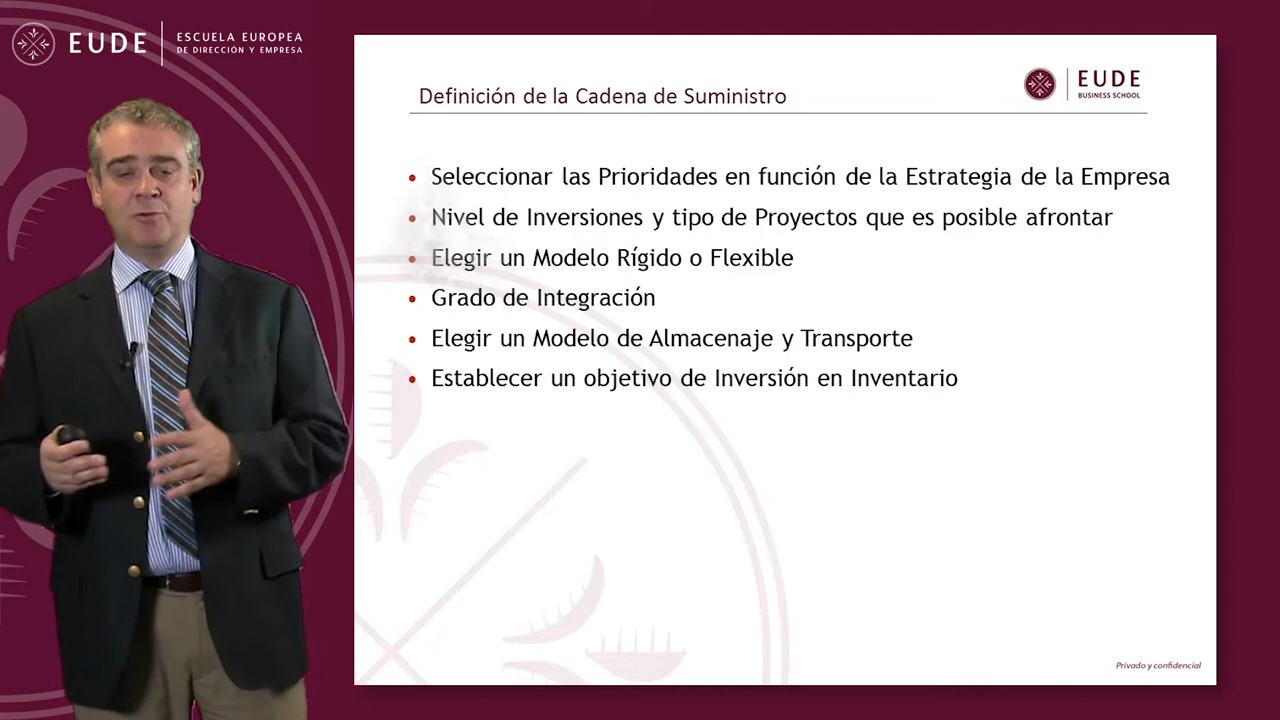 EUDE
ESCUELA EUROPEA
DE DIRECCIÓN Y EMPRESA
Definición de la Cadena de Suministro
EUDE
BUSINESS SCHOOL
• Seleccionar las Prioridades en función de la Estrategia de la Empresa
• Nivel de Inversiones y tipo de Proyectos que es posible afrontar
• Elegir un Modelo Rígido o Flexible
• Grado de Integración
• Elegir un Modelo de Almacenaje y Transporte
• Establecer un objetivo de Inversión en Inventario
Privado y confidencial